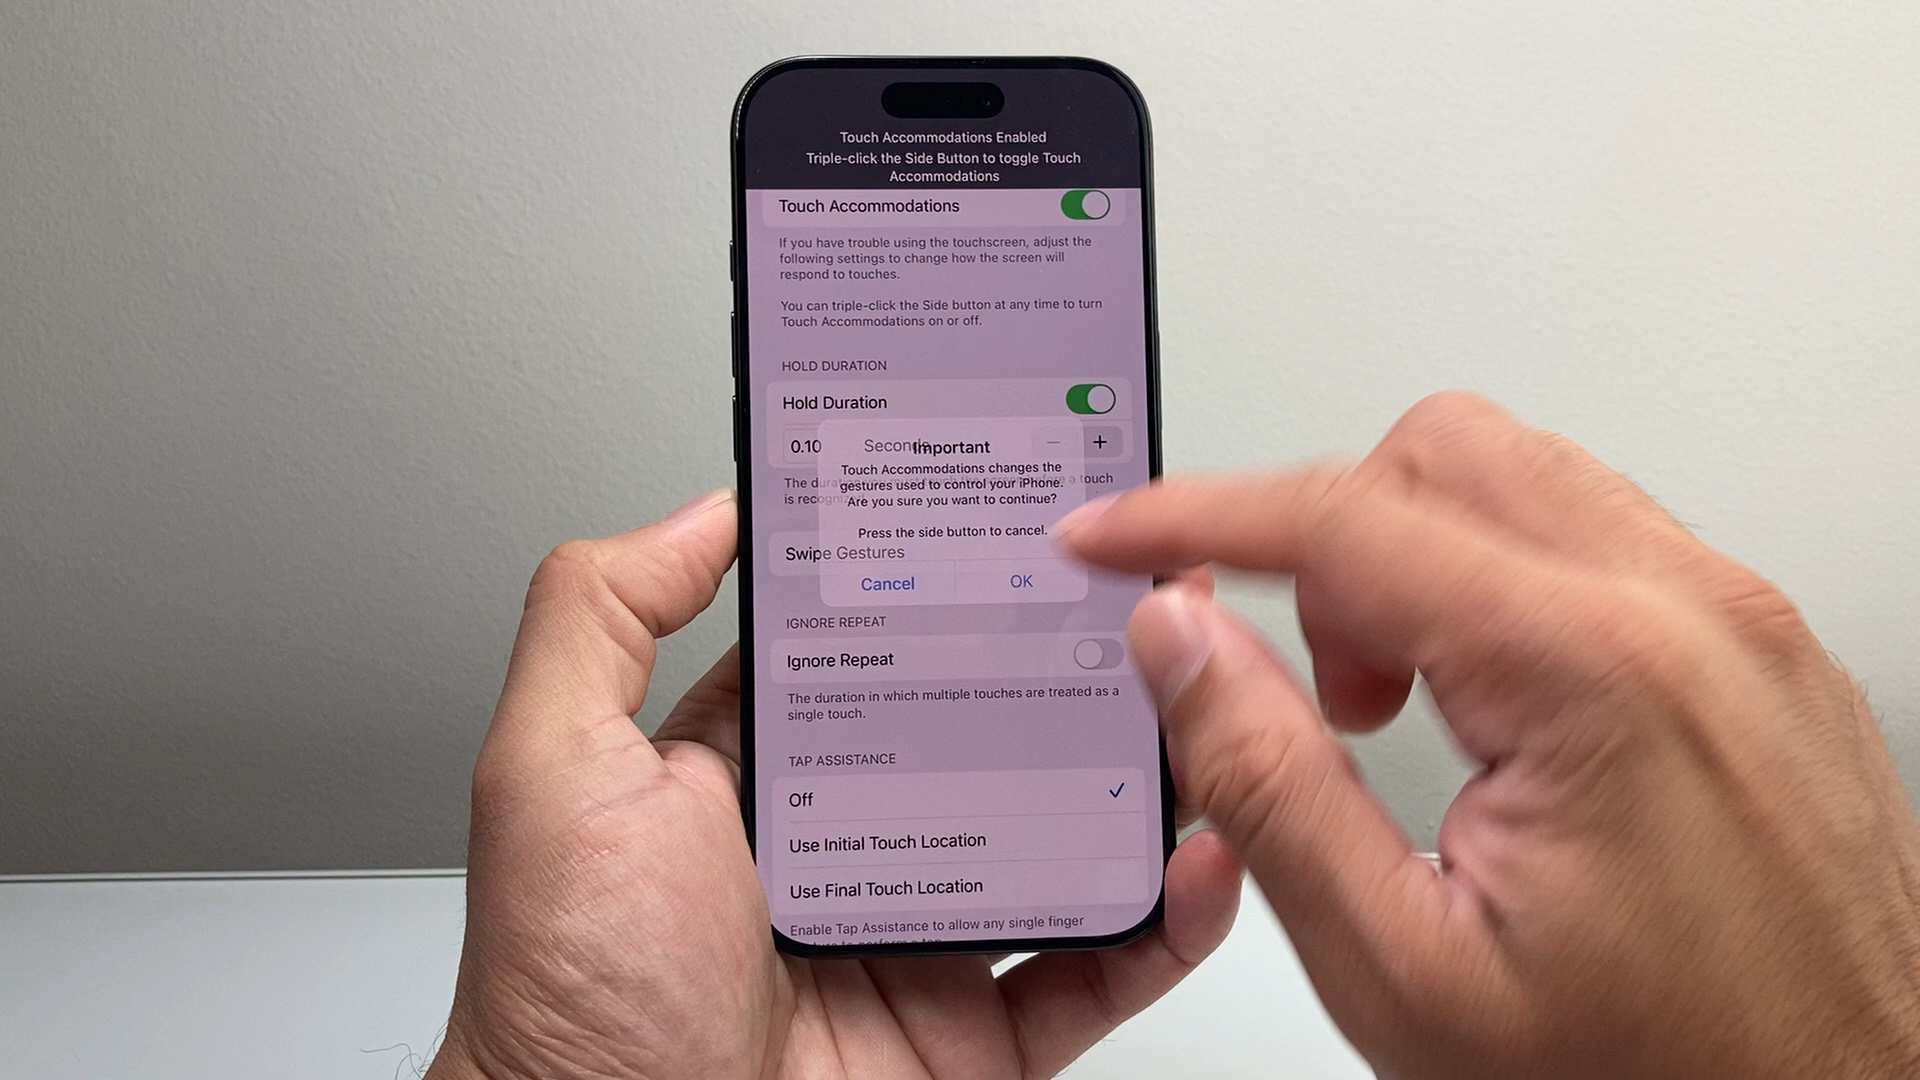 Touch Accommodations Enabled
Triple-click the Side Button to toggle Touch
Accommodations
Touch Accommodations
If you have trouble using the touchscreen, adjust the
following settings to change how the screen will
respond to touches.
You can triple-click the Side button at any time to turn
Touch Accommodations on or off.
HOLD DURATION
Hold Duration
0.10 Seconds
Important
Touch Accommodations changes the
gestures used to control your iPhone.
Are you sure you want to continue?
Press the side button to cancel.
Cancel OK
The touch
is
Swipe Gestures
IGNORE REPEAT
Ignore Repeat
The duration in which multiple touches are treated as a
single touch.
TAP ASSISTANCE
Off
Use Initial Touch Location
Use Final Touch Location
Enable Tap Assistance to allow any single finger